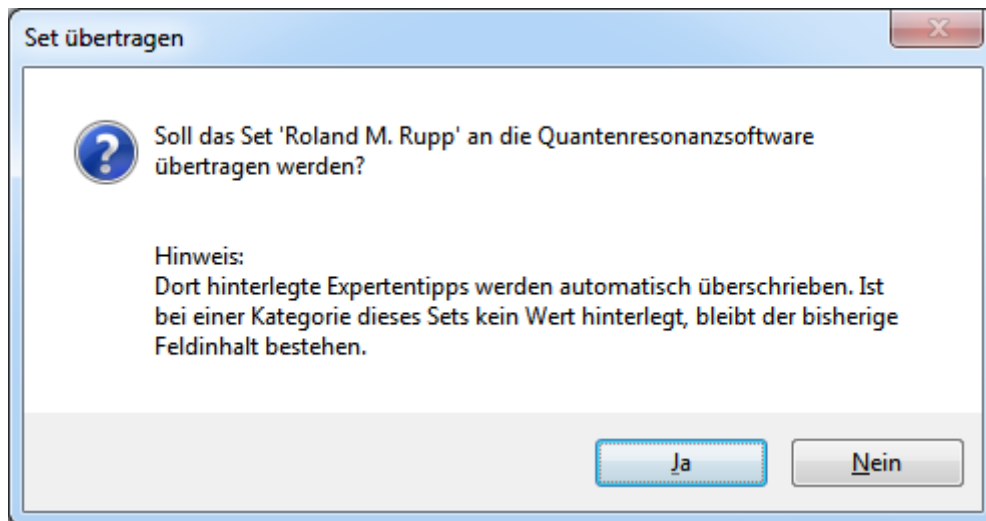 Set übertragen
Soll das Set 'Roland M. Rupp' an die Quantenresonanzsoftware
übertragen werden?
Hinweis:
Dort hinterlegte Expertentipps werden automatisch überschrieben. Ist
bei einer Kategorie dieses Sets kein Wert hinterlegt, bleibt der bisherige
Feldinhalt bestehen.
Ja
Nein